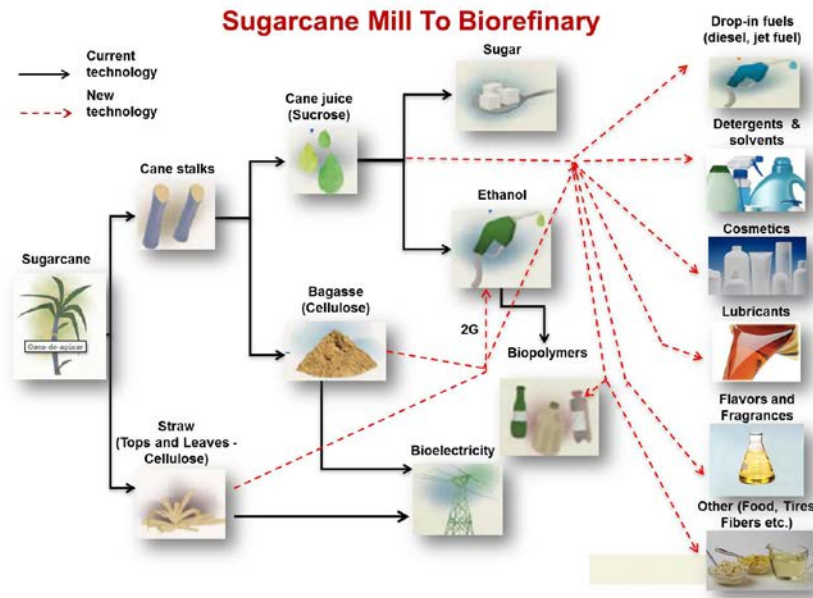 Sugarcane Mill To Biorefinary
Current
technology
New
technology
Sugarcane
Cana-de-açúcar
Cane stalks
Straw
(Tops and Leaves -
Cellulose)
Cane juice
(Sucrose)
Bagasse
(Cellulose)
Sugar
Ethanol
2G
Biopolymers
Bioelectricity
Drop-in fuels
(diesel, jet fuel)
Detergents &
solvents
Cosmetics
Lubricants
Flavors and
Fragrances
Other (Food, Tires
Fibers etc.)